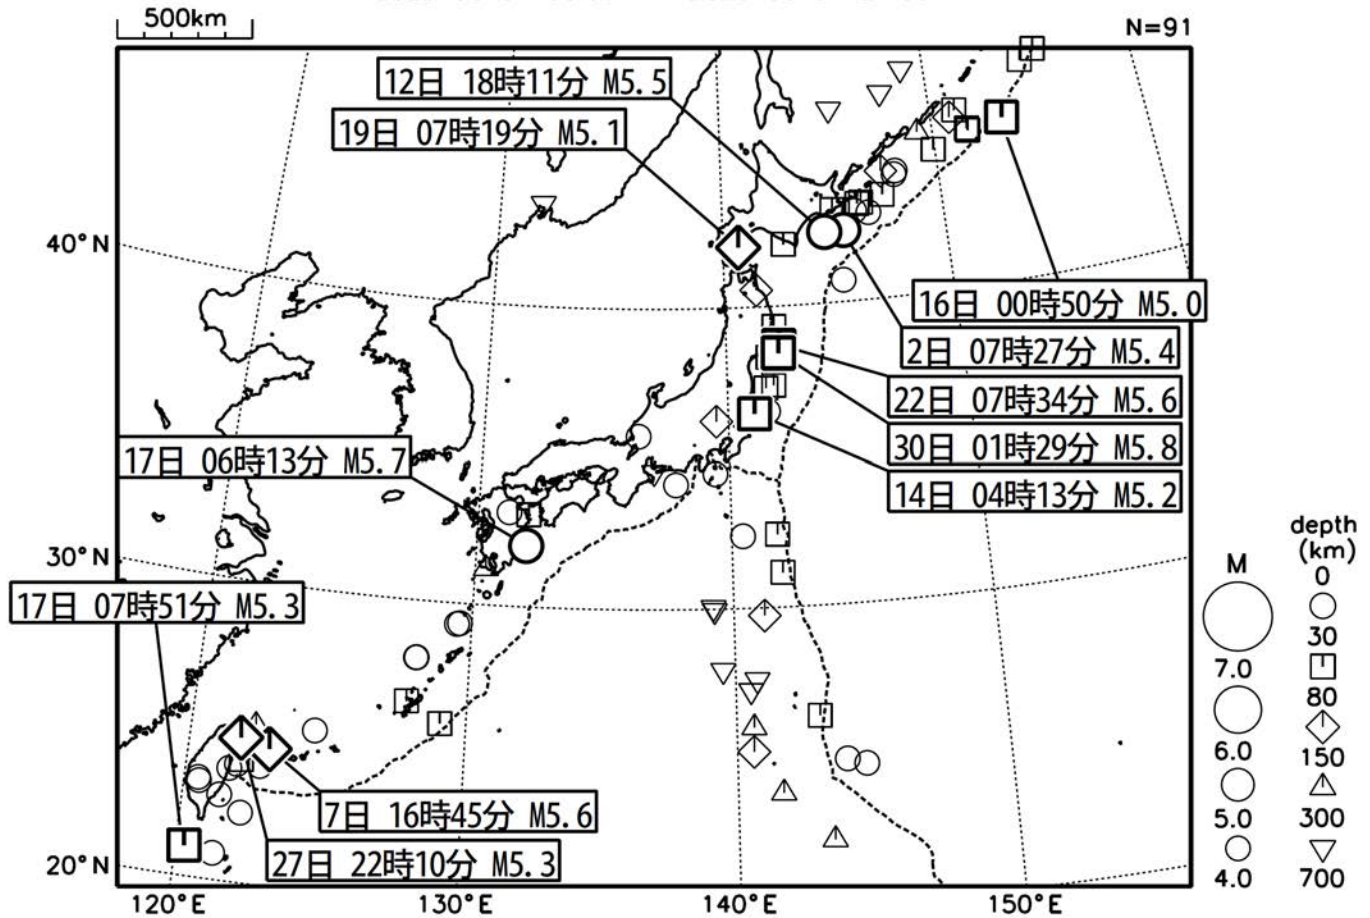 500km
N=91
12日 18時11分 M5.5
19日 07時19分 M5.1
40°N
16日 00時50分 M5.0
2日 07時27分 M5.4
22日 07時34分 M5.6
30日 01時29分 M5.8
14日 04時13分 M5.2
17日 06時13分 M5.7
30°N
17日 07時51分 M5.3
7日 16時45分 M5.6
27日 22時10分 M5.3
20°N
120°E
130°E
140°E
150°E
M
7.0
6.0
5.0
4.0
depth
(km)
0
30
80
150
300
700